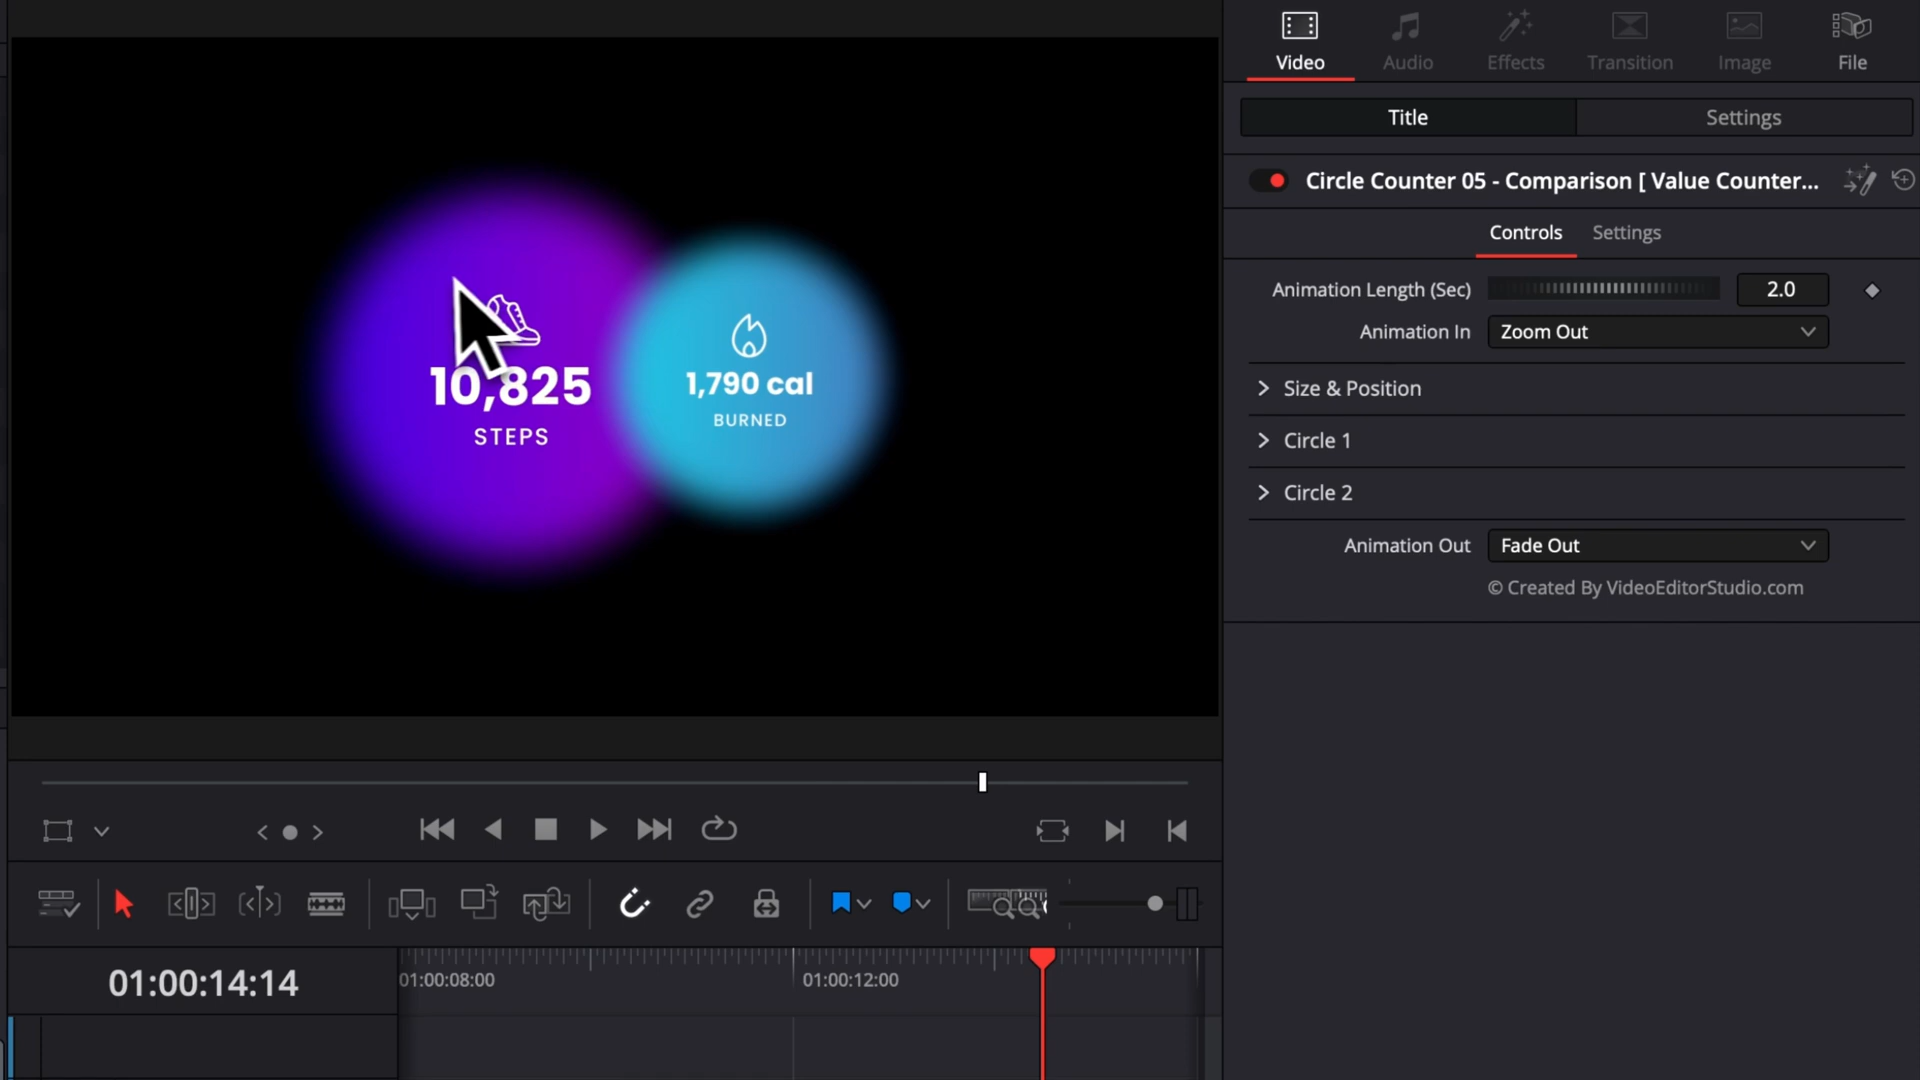 Video
Audio
Effects
Transition
Image
File
Title
Settings
Circle Counter 05 - Comparison [ Value Counter...
Controls
Settings
Animation Length (Sec)
2.0
Animation In
Zoom Out
Size & Position
Circle 1
Circle 2
Animation Out
Fade Out
© Created By VideoEditorStudio.com
10,825
STEPS
1,790 cal
BURNED
01:00:14:14
01:00:08:00
01:00:12:00